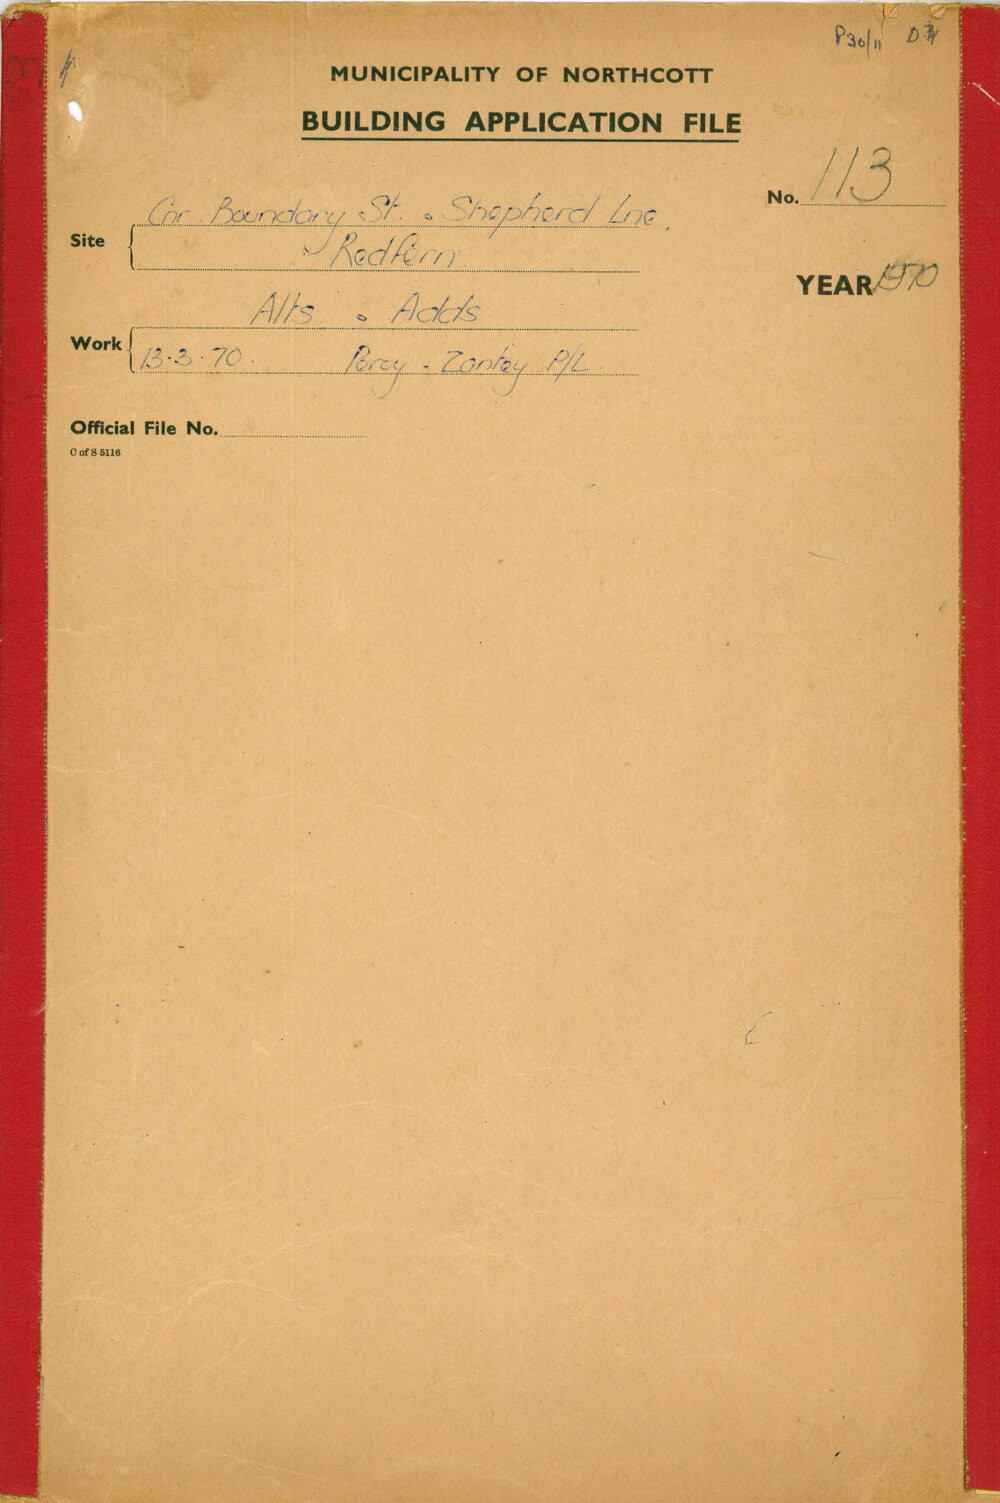 P30/11
MUNICIPALITY OF NORTHCOTT
BUILDING APPLICATION FILE
No. 113
Site
Cnr. Boundary St. & Shepherd Lne,
Redfern
YEAR 1970
Alts & Adds
Work
13.3.70. Percy - Zantey P/L
Official File No.
C of S 5116